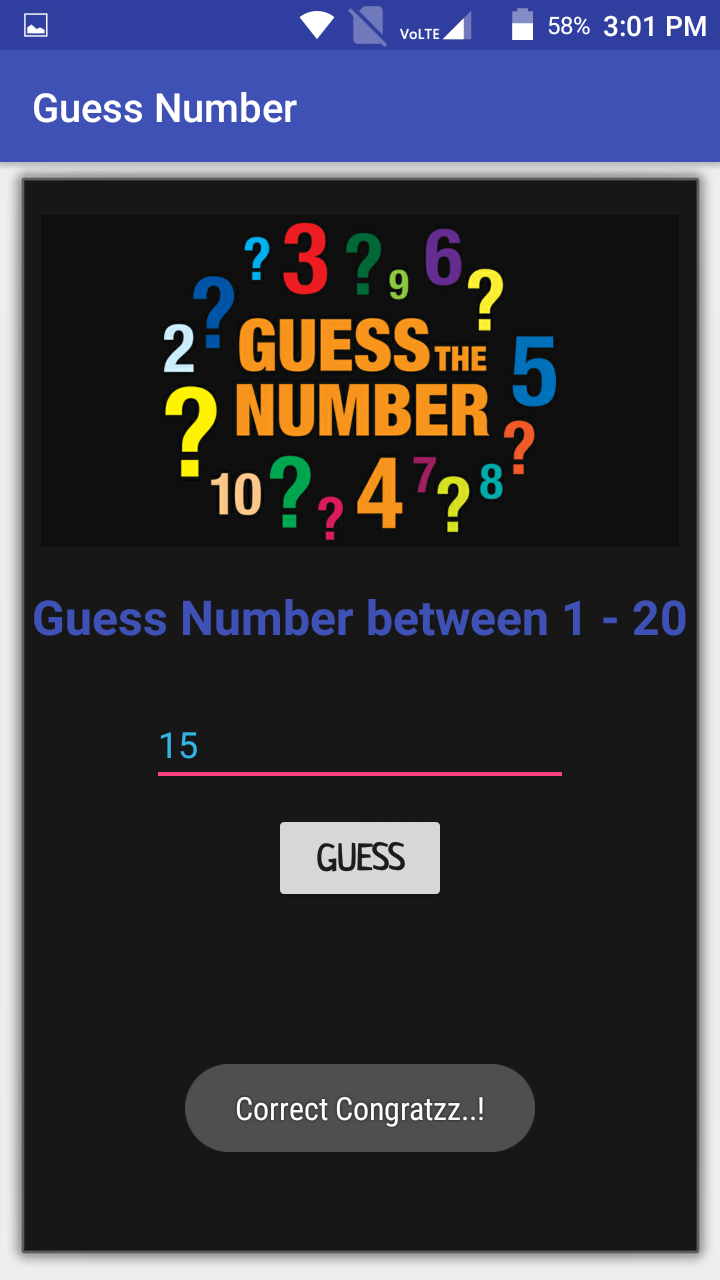 VoLTE 58% 3:01 PM
Guess Number
? 3 ? 9 6 ?
2 ? GUESS THE 5
? NUMBER ?
10 ? ? 4 7 ? 8
Guess Number between 1 - 20
15
GUESS
Correct Congratzz..!